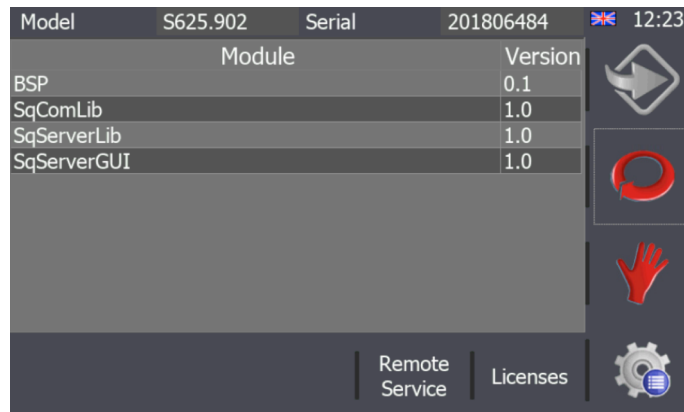 Model S625.902 Serial 201806484 12:23
Module Version
BSP 0.1
SqComLib 1.0
SqServerLib 1.0
SqServerGUI 1.0
Remote
Service
Licenses